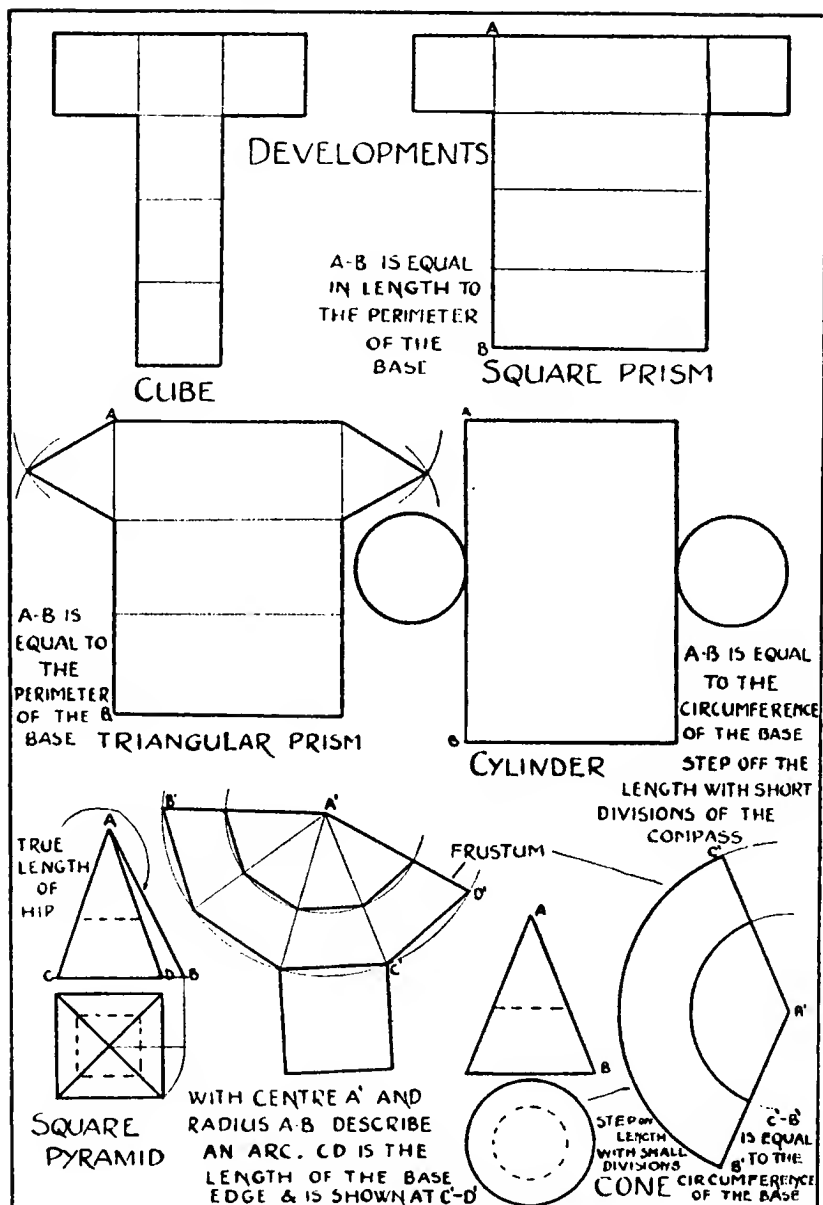 A
DEVELOPMENTS
A-B IS EQUAL
IN LENGTH TO
THE PERIMETER
OF THE
BASE
B
CUBE
SQUARE PRISM
A
A
A-B IS
EQUAL TO
THE
PERIMETER
OF THE B
BASE
TRIANGULAR PRISM
A-B IS EQUAL
TO THE
CIRCUMFERENCE
OF THE BASE
B
CYLINDER
STEP OFF THE
LENGTH WITH SHORT
DIVISIONS OF THE
COMPASS
B'
A'
A
TRUE
LENGTH
OF
HIP
C
D
B
D'
C'
FRUSTUM
C'
A
A'
B
B'
SQUARE
PYRAMID
WITH CENTRE A' AND
RADIUS A-B DESCRIBE
AN ARC. CD IS THE
LENGTH OF THE BASE
EDGE & IS SHOWN AT C'-D'
STEP OFF
LENGTH
WITH SMALL
DIVISIONS
CONE
C'-B'
IS EQUAL
TO THE
CIRCUMFERENCE
OF THE BASE